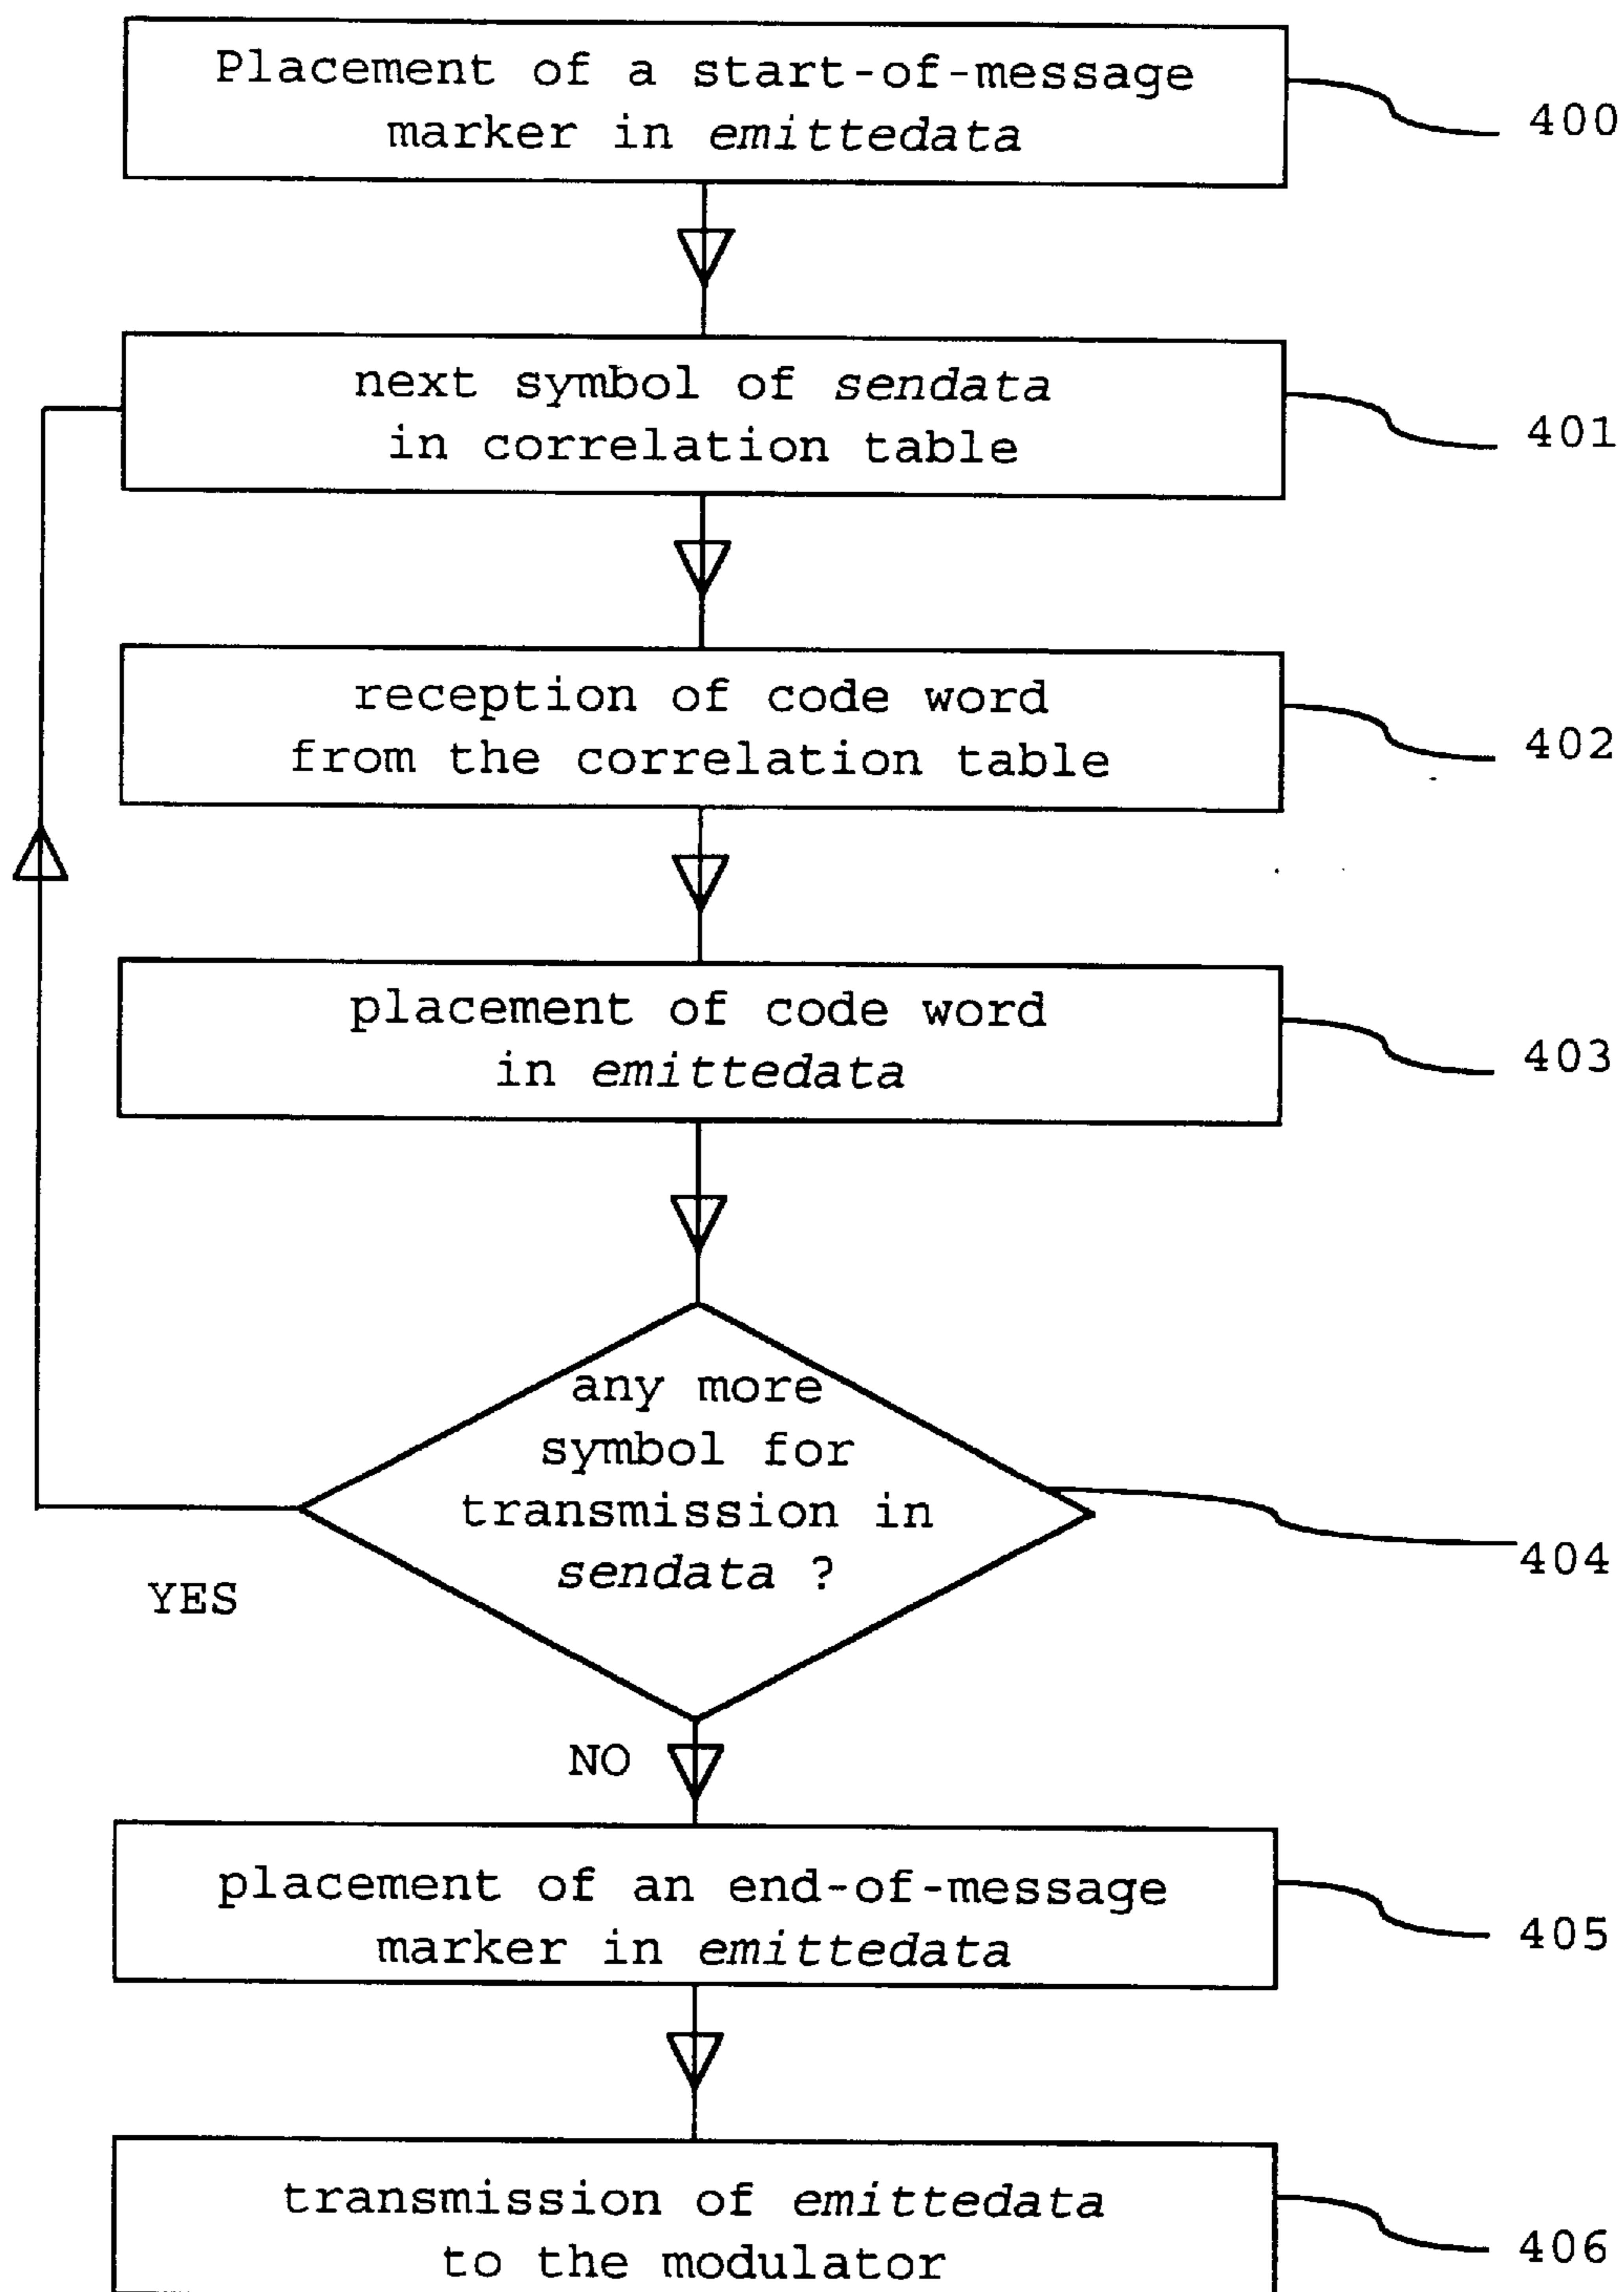 Placement of a start-of-message
marker in emittedata
400
next symbol of sendata
in correlation table
401
reception of code word
from the correlation table
402
placement of code word
in emittedata
403
any more
symbol for
transmission in
sendata ?
404
YES
NO
placement of an end-of-message
marker in emittedata
405
transmission of emittedata
to the modulator
406